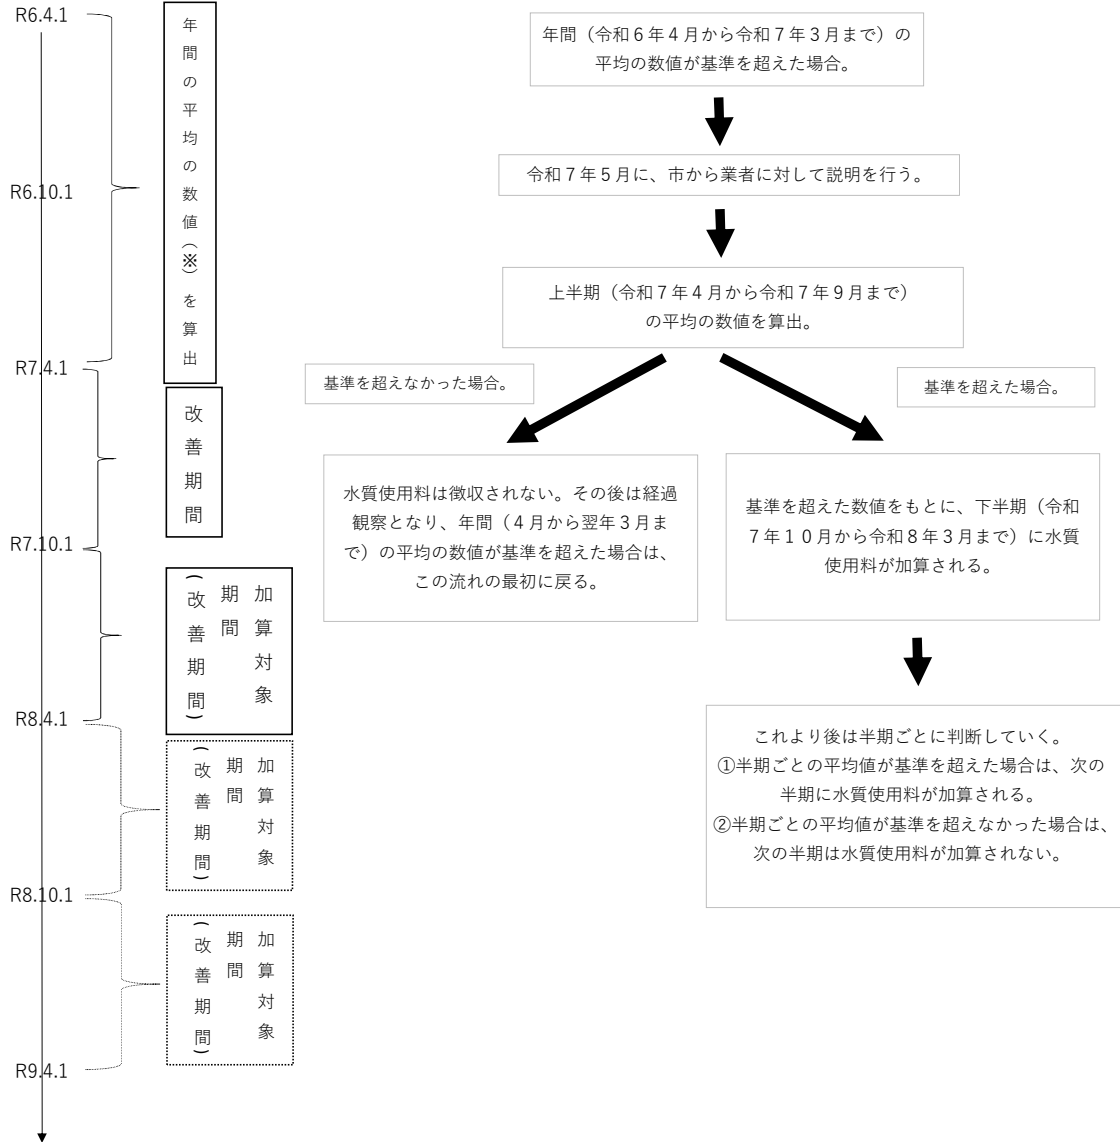 R6.4.1
R6.10.1
R7.4.1
R7.10.1
R8.4.1
R8.10.1
R9.4.1
年間の平均の数値(※)を算出
改善期間
加算対象
期間
(改善期間)
加算対象
期間
(改善期間)
加算対象
期間
(改善期間)
年間（令和６年４月から令和７年３月まで）の
平均の数値が基準を超えた場合。
令和７年５月に、市から業者に対して説明を行う。
上半期（令和７年４月から令和７年９月まで）
の平均の数値を算出。
基準を超えなかった場合。
基準を超えた場合。
水質使用料は徴収されない。その後は経過
観察となり、年間（４月から翌年３月ま
で）の平均の数値が基準を超えた場合は、
この流れの最初に戻る。
基準を超えた数値をもとに、下半期（令和
７年１０月から令和８年３月まで）に水質
使用料が加算される。
これより後は半期ごとに判断していく。
①半期ごとの平均値が基準を超えた場合は、次の
半期に水質使用料が加算される。
②半期ごとの平均値が基準を超えなかった場合は、
次の半期は水質使用料が加算されない。